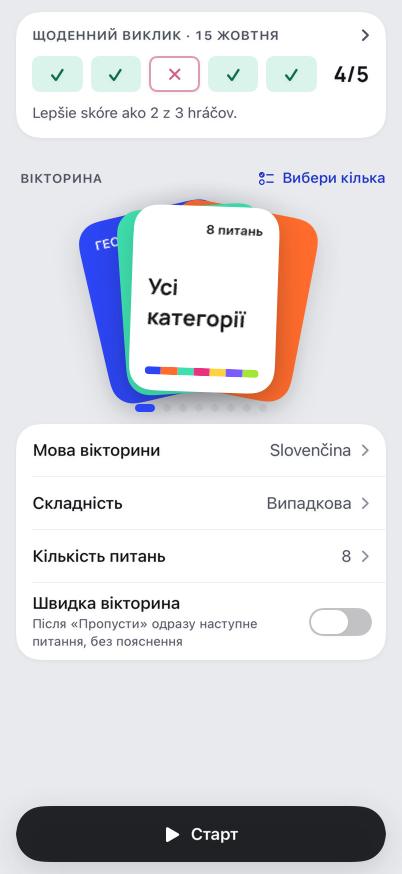 ЩОДЕННИЙ ВИКЛИК · 15 ЖОВТНЯ
4/5
Lepšie skóre ako 2 z 3 hráčov.
ВІКТОРИНА
Вибери кілька
8 питань
Усі
категорії
Мова вікторини
Slovenčina
Складність
Випадкова
Кількість питань
8
Швидка вікторина
Після «Пропусти» одразу наступне
питання, без пояснення
Старт